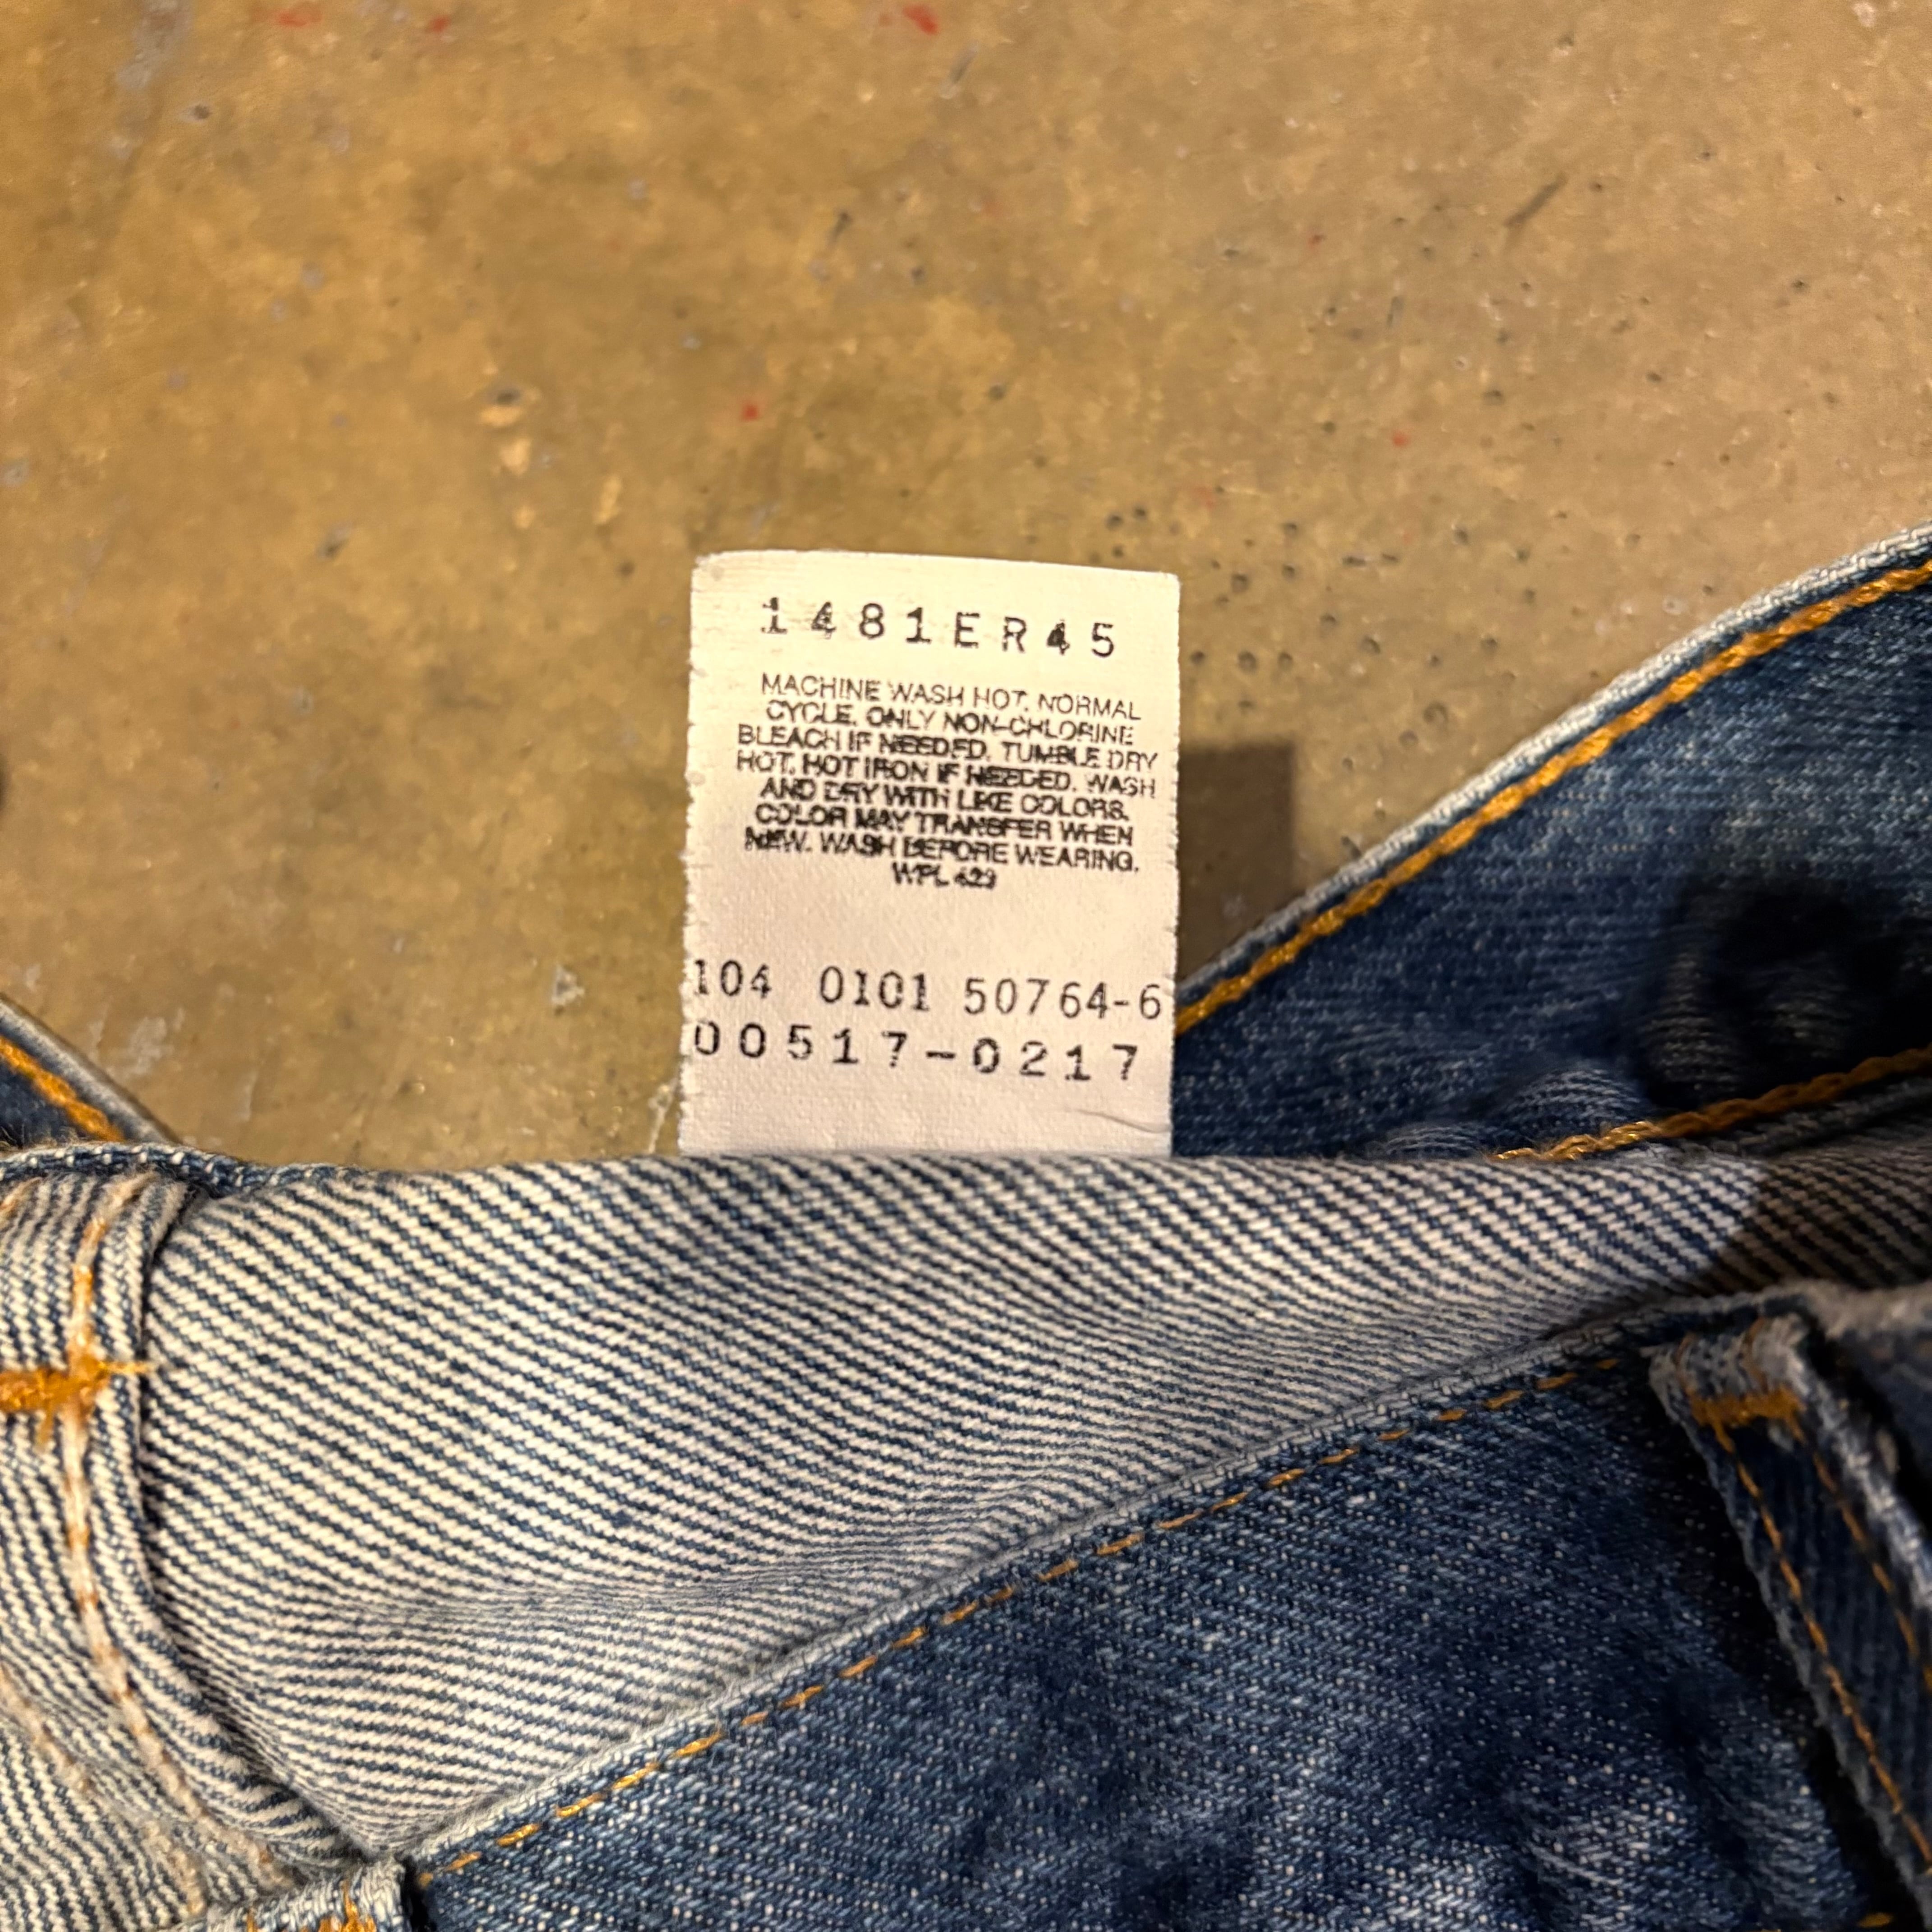 1481ER45
MACHINE WASH HOT, NORMAL
CYCLE. ONLY NON-CHLORINE
BLEACH IF NEEDED. TUMBLE DRY
HOT. HOT IRON IF NEEDED. WASH
AND DRY WITH LIKE COLORS.
COLOR MAY TRANSFER WHEN
NEW. WASH BEFORE WEARING.
WPL 423
104 0101 50764-6
00517-0217